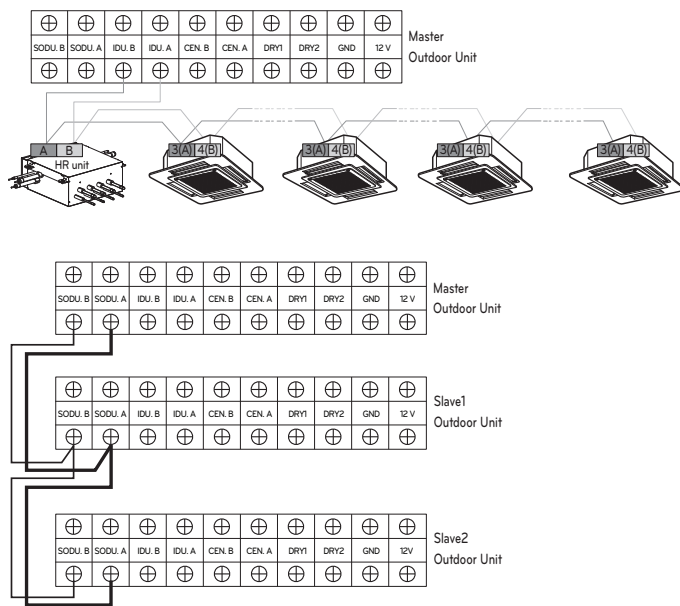 SODU. B SODU. A IDU. B IDU. A CEN. B CEN. A DRY1 DRY2 GND 12 V
Master
Outdoor Unit
A B
HR unit
3(A) 4(B) 3(A) 4(B) 3(A) 4(B) 3(A) 4(B)
SODU. B SODU. A IDU. B IDU. A CEN. B CEN. A DRY1 DRY2 GND 12 V
Master
Outdoor Unit
SODU. B SODU. A IDU. B IDU. A CEN. B CEN. A DRY1 DRY2 GND 12 V
Slave1
Outdoor Unit
SODU. B SODU. A IDU. B IDU. A CEN. B CEN. A DRY1 DRY2 GND 12V
Slave2
Outdoor Unit